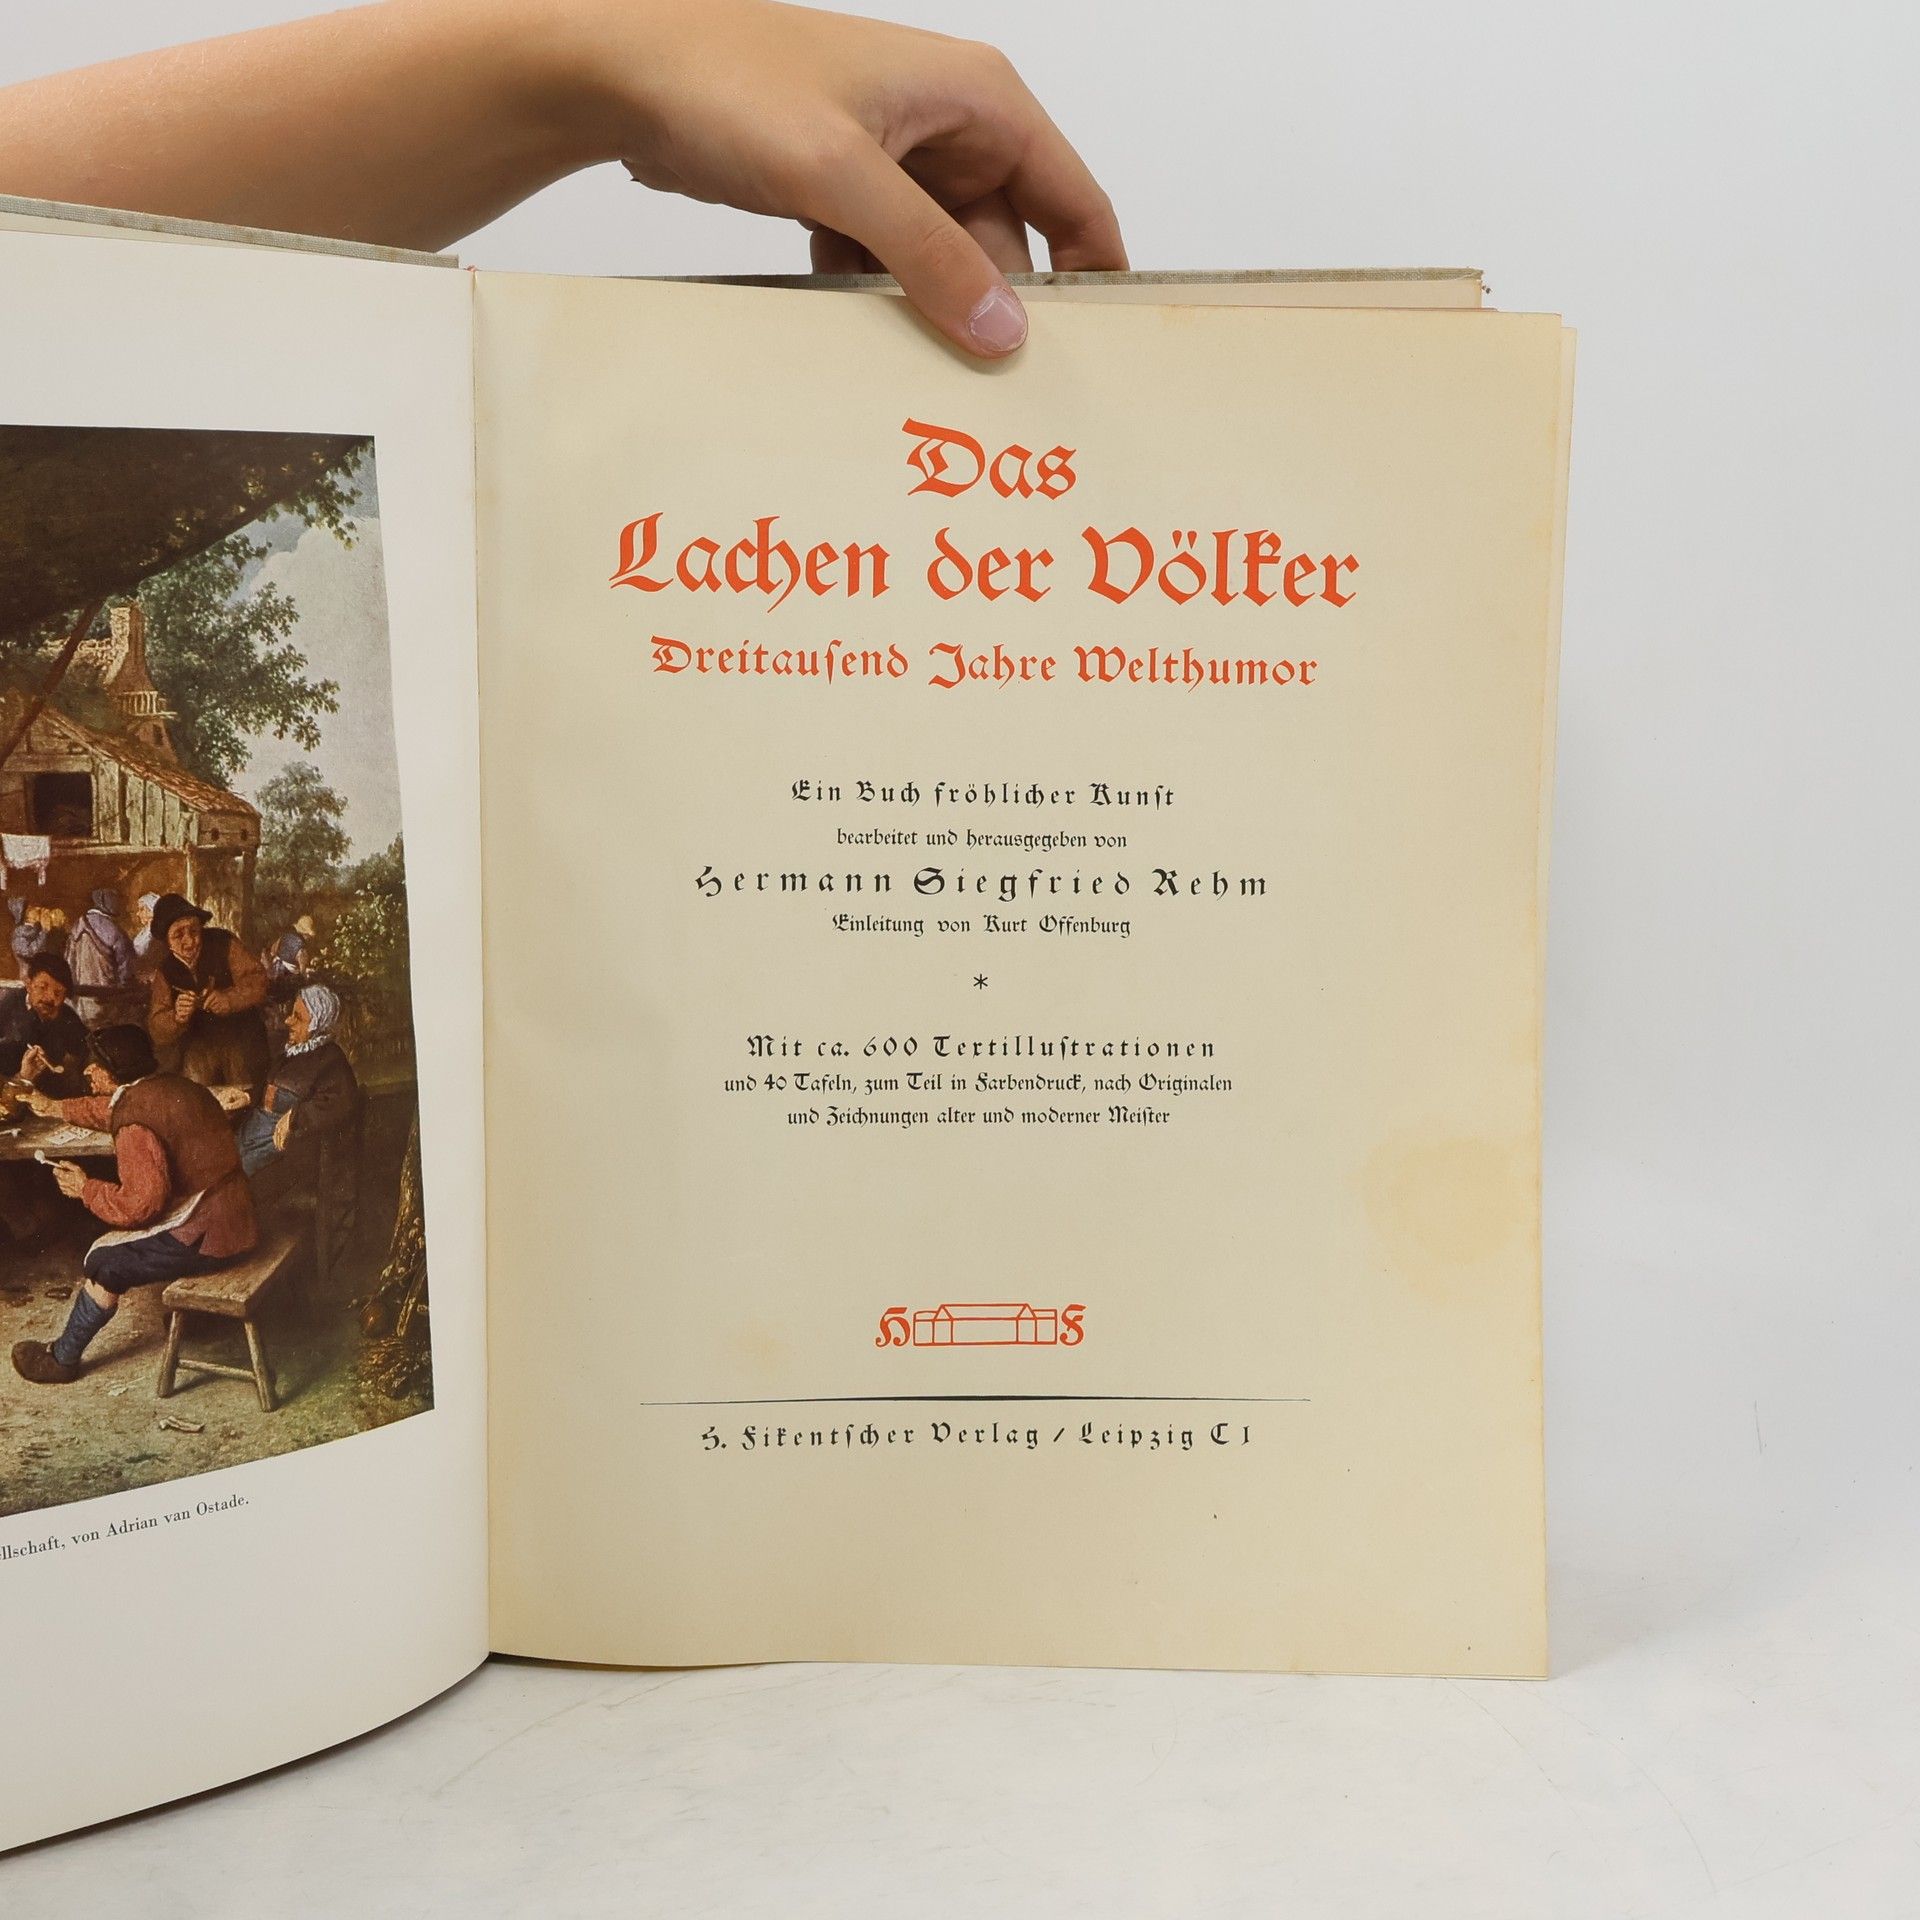 llschaft, von Adrian van Ostade.
Das
Lachen der Völker
Dreitauſend Jahre Welthumor
Ein Buch fröhlicher Kunſt
bearbeitet und herausgegeben von
Hermann Siegfried Rehm
Einleitung von Kurt Offenburg
*
Mit ca. 600 Textilluſtrationen
und 40 Tafeln, zum Teil in Farbendruck, nach Originalen
und Zeichnungen alter und moderner Meiſter
H F
H. Fikentſcher Verlag / Leipzig C 1